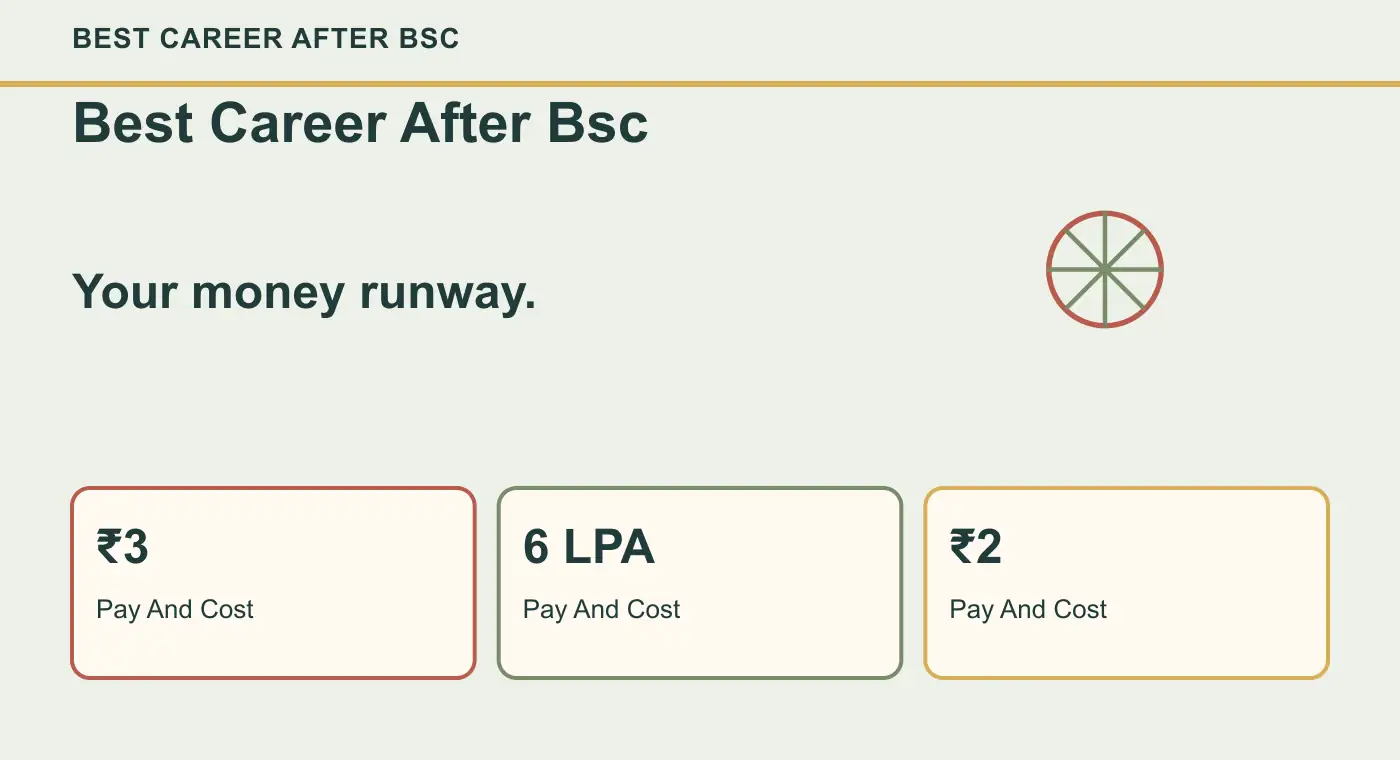 BEST CAREER AFTER BSC
Best Career After Bsc
Your money runway.
₹3
Pay And Cost
6 LPA
Pay And Cost
₹2
Pay And Cost